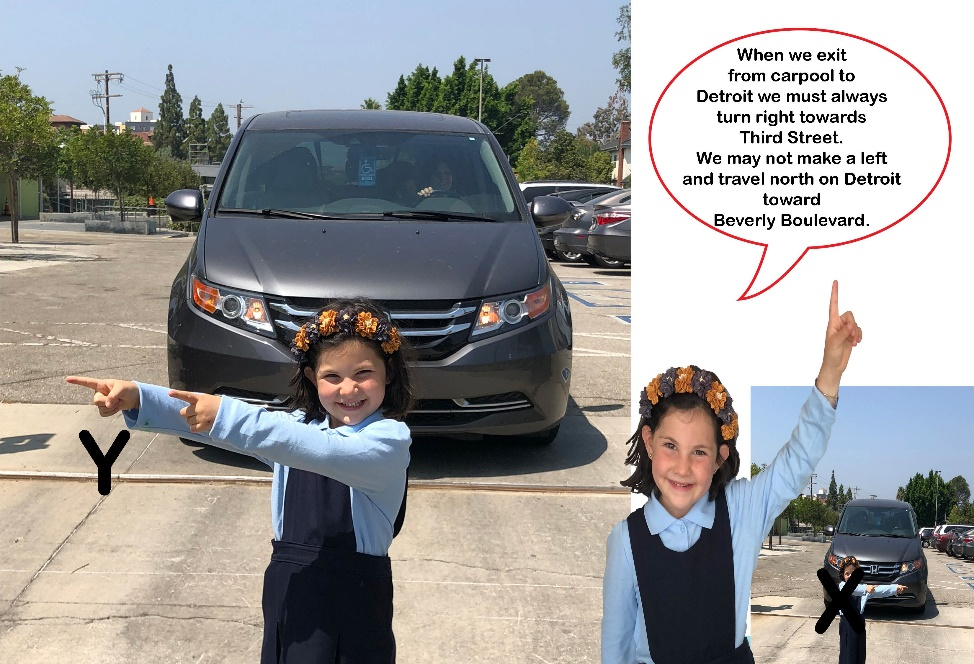 When we exit
from carpool to
Detroit we must always
turn right towards
Third Street.
We may not make a left
and travel north on Detroit
toward
Beverly Boulevard.
Y
X